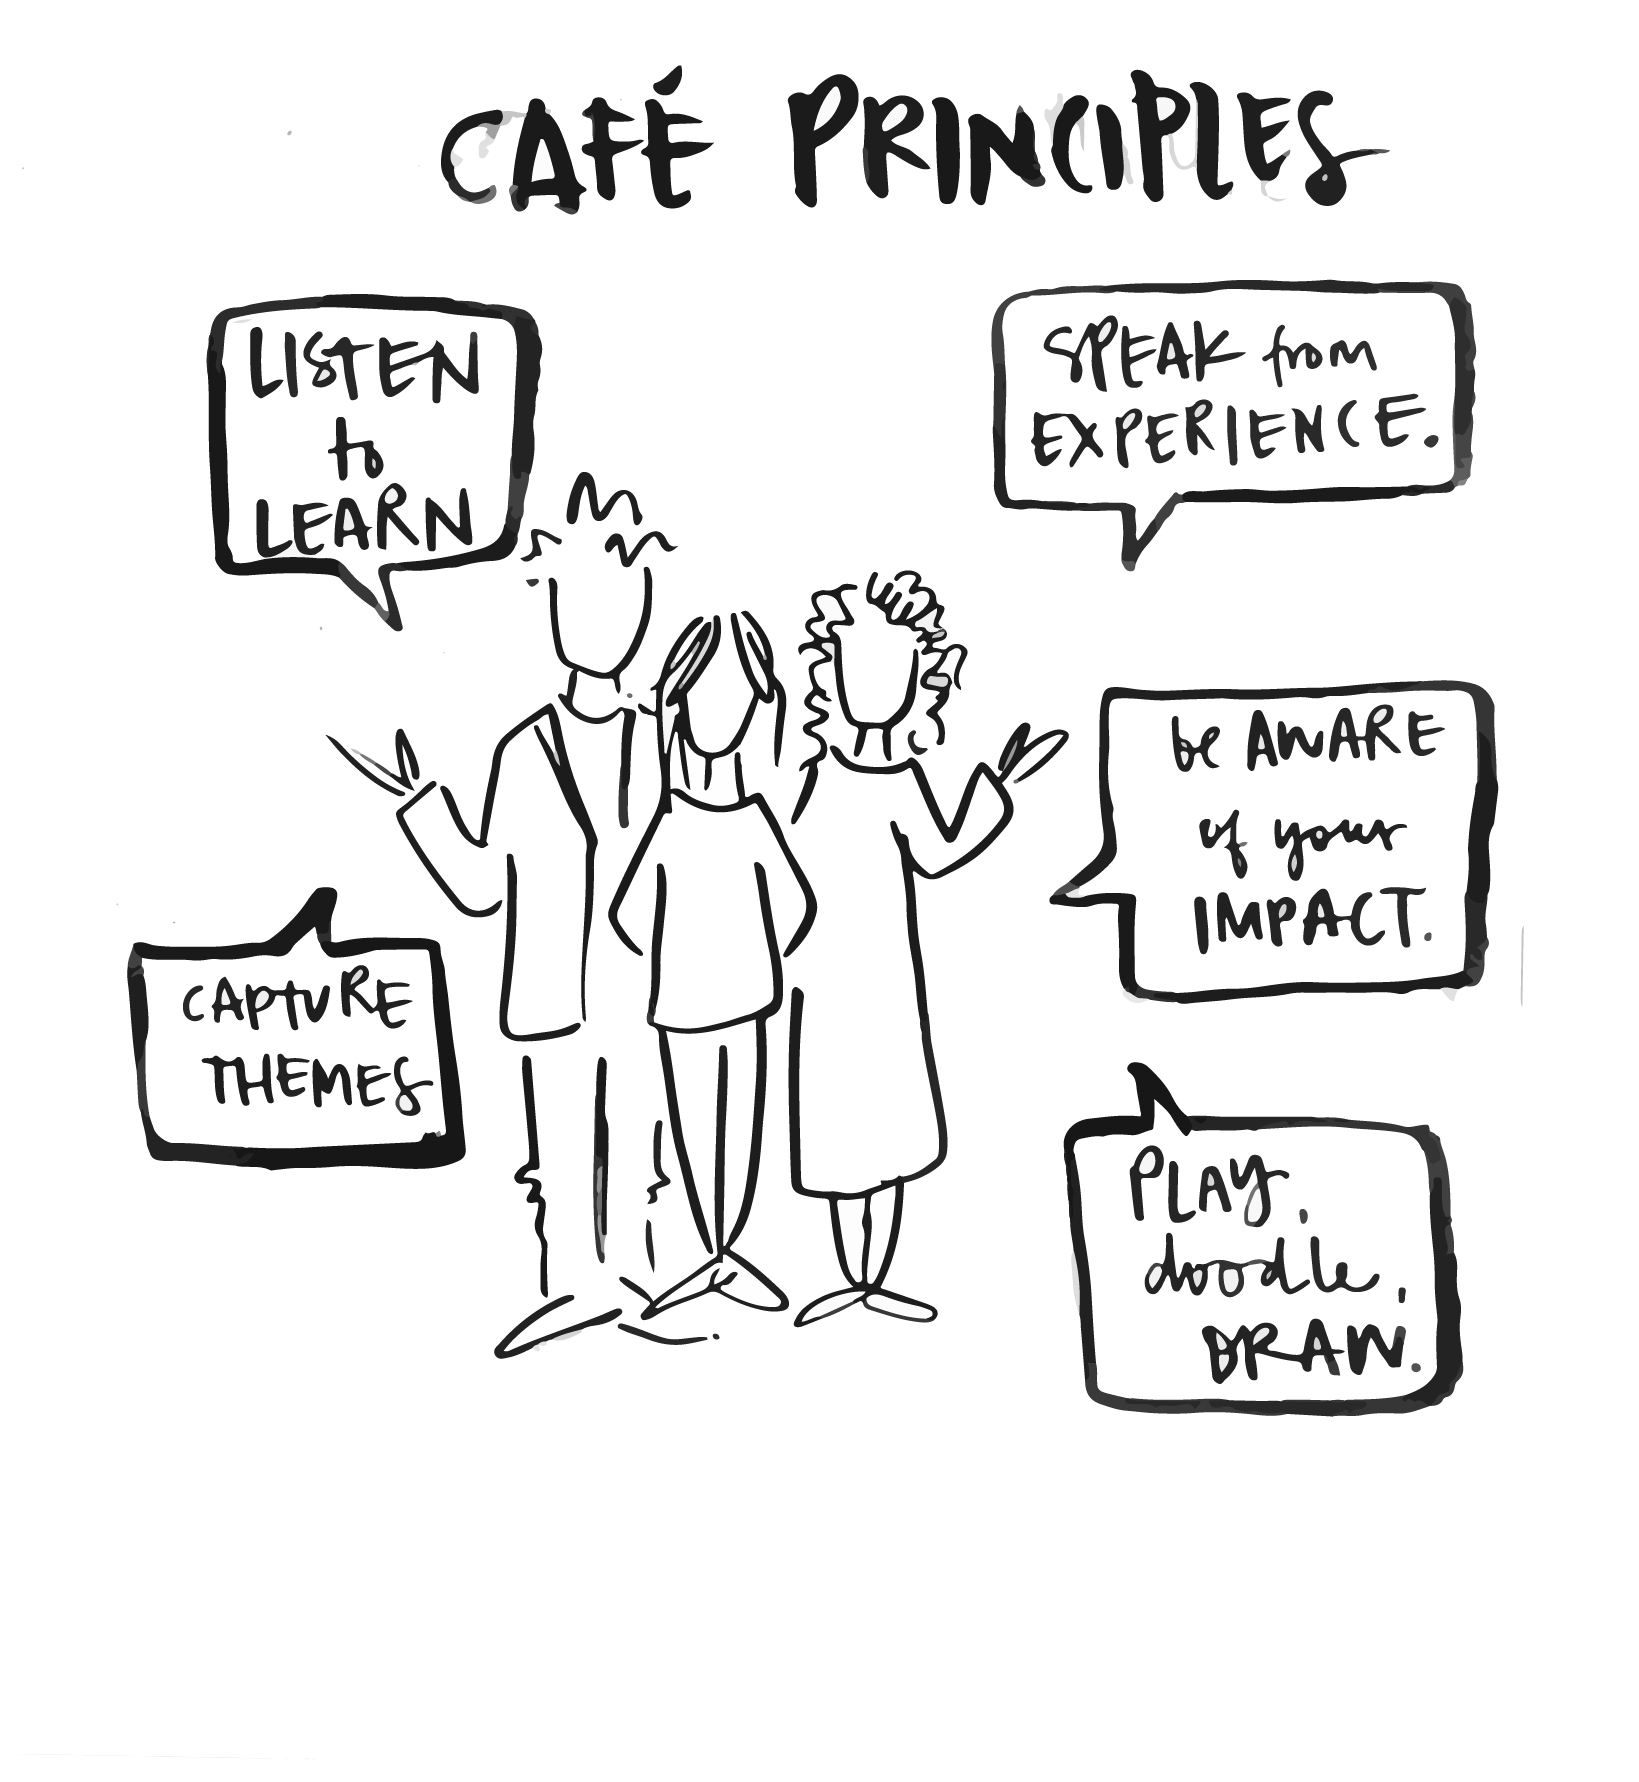 CAFÉ PRINCIPLES
LISTEN
to
LEARN
SPEAK from
EXPERIENCE.
be AWARE
of your
IMPACT.
CAPTURE
THEMES
PLAY,
doodle,
DRAW.